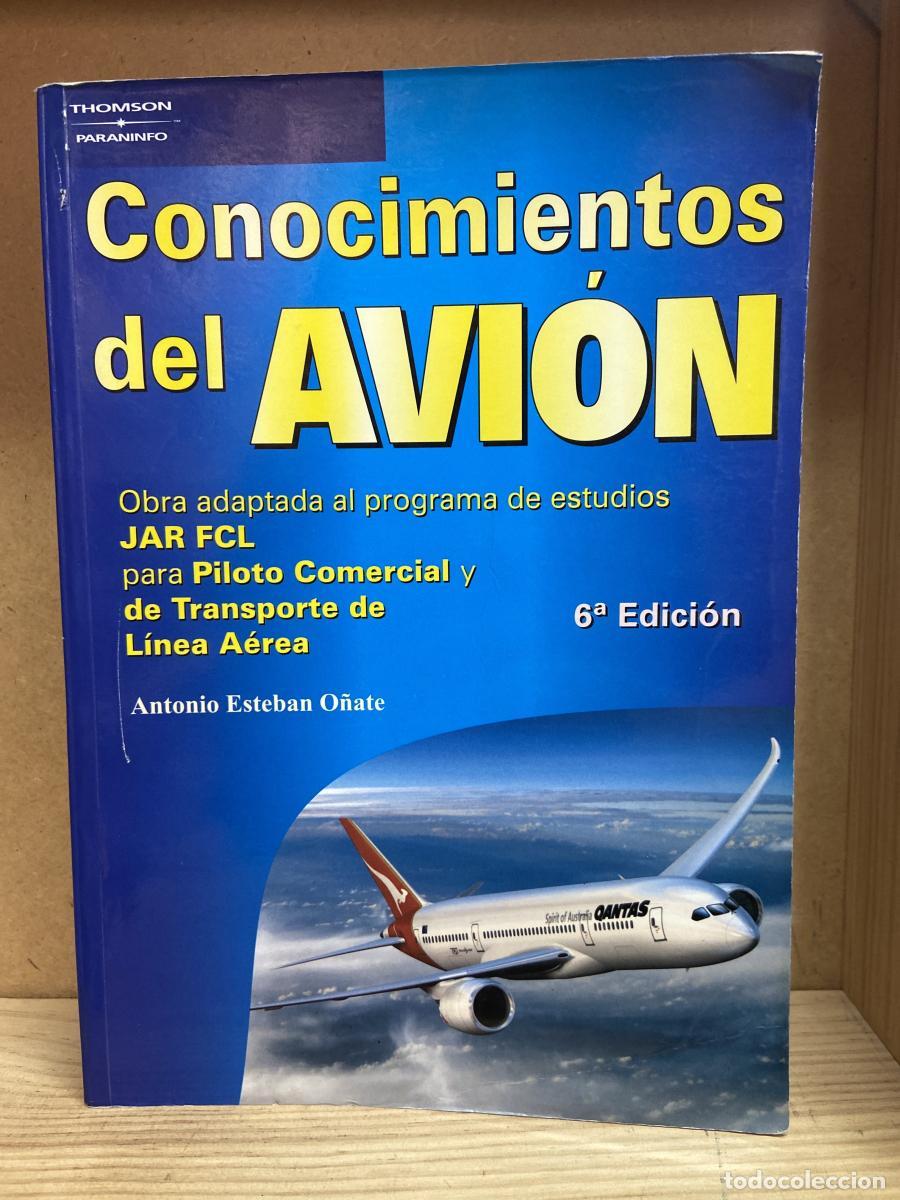 THOMSON
PARANINFO
Conocimientos
del AVIÓN
Obra adaptada al programa de estudios
JAR FCL
para Piloto Comercial y
de Transporte de
Línea Aérea
6ª Edición
Antonio Esteban Oñate
Spirit of Australia QANTAS
todocoleccion